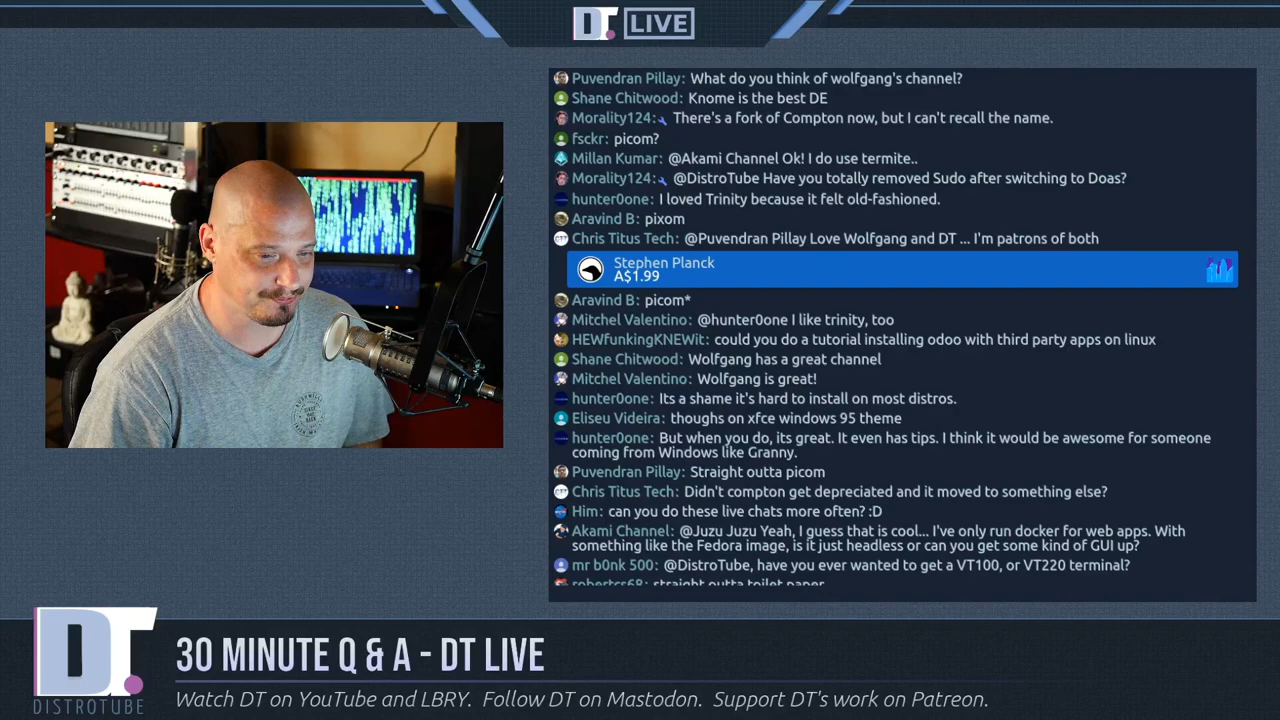 DT. LIVE
Puvendran Pillay: What do you think of wolfgang's channel?
Shane Chitwood: Knome is the best DE
Morality124: There's a fork of Compton now, but I can't recall the name.
fsckr: picom?
Millan Kumar: @Akami Channel Ok! I do use termite..
Morality124: @DistroTube Have you totally removed Sudo after switching to Doas?
hunter0one: I loved Trinity because it felt old-fashioned.
Aravind B: pixom
CTT Chris Titus Tech: @Puvendran Pillay Love Wolfgang and DT ... I'm patrons of both
Stephen Planck
A$1.99
Aravind B: picom*
Mitchel Valentino: @hunter0one I like trinity, too
HEWfunkingKNEWit: could you do a tutorial installing odoo with third party apps on linux
Shane Chitwood: Wolfgang has a great channel
Mitchel Valentino: Wolfgang is great!
hunter0one: Its a shame it's hard to install on most distros.
Eliseu Videira: thoughs on xfce windows 95 theme
hunter0one: But when you do, its great. It even has tips. I think it would be awesome for someone
coming from Windows like Granny.
Puvendran Pillay: Straight outta picom
CTT Chris Titus Tech: Didn't compton get depreciated and it moved to something else?
Him: can you do these live chats more often? :D
Akami Channel: @Juzu Juzu Yeah, I guess that is cool... I've only run docker for web apps. With
something like the Fedora image, is it just headless or can you get some kind of GUI up?
mr b0nk 500: @DistroTube, have you ever wanted to get a VT100, or VT220 terminal?
robertcs68: straight outta toilet paper
DT.
DISTROTUBE
30 MINUTE Q & A - DT LIVE
Watch DT on YouTube and LBRY. Follow DT on Mastodon. Support DT's work on Patreon.